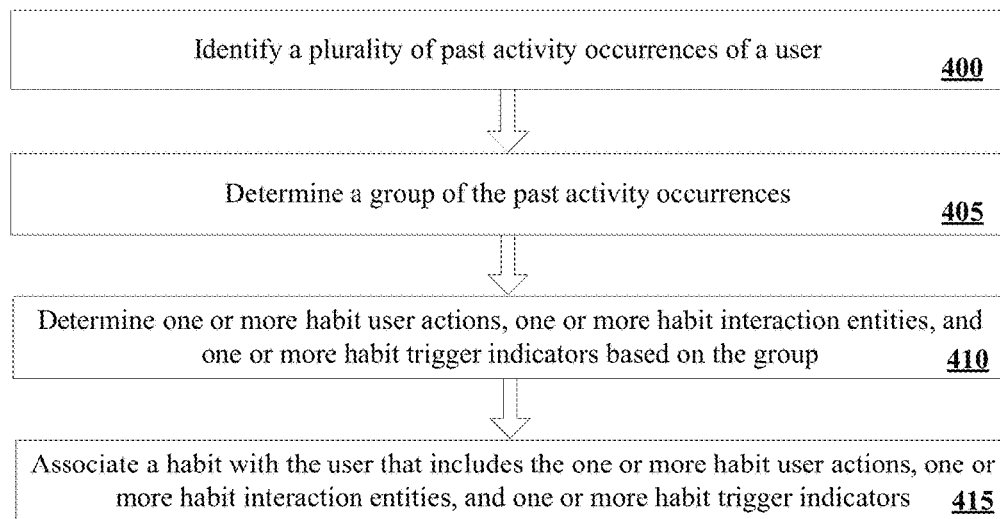 Identify a plurality of past activity occurrences of a user
400
Determine a group of the past activity occurrences
405
Determine one or more habit user actions, one or more habit interaction entities, and
one or more habit trigger indicators based on the group
410
Associate a habit with the user that includes the one or more habit user actions, one or
more habit interaction entities, and one or more habit trigger indicators
415